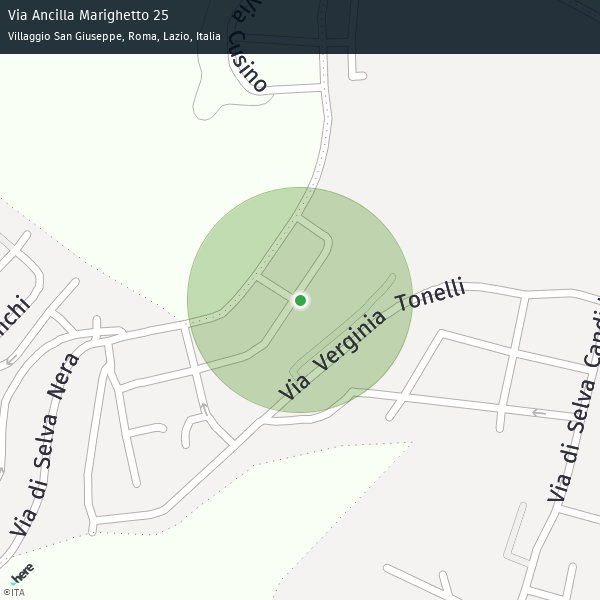 Via Ancilla Marighetto 25
Villaggio San Giuseppe, Roma, Lazio, Italia
Via Cusino
Via Verginia Tonelli
Via di Selva Nera
Via di Selva Candi
nchi
here
©ITA